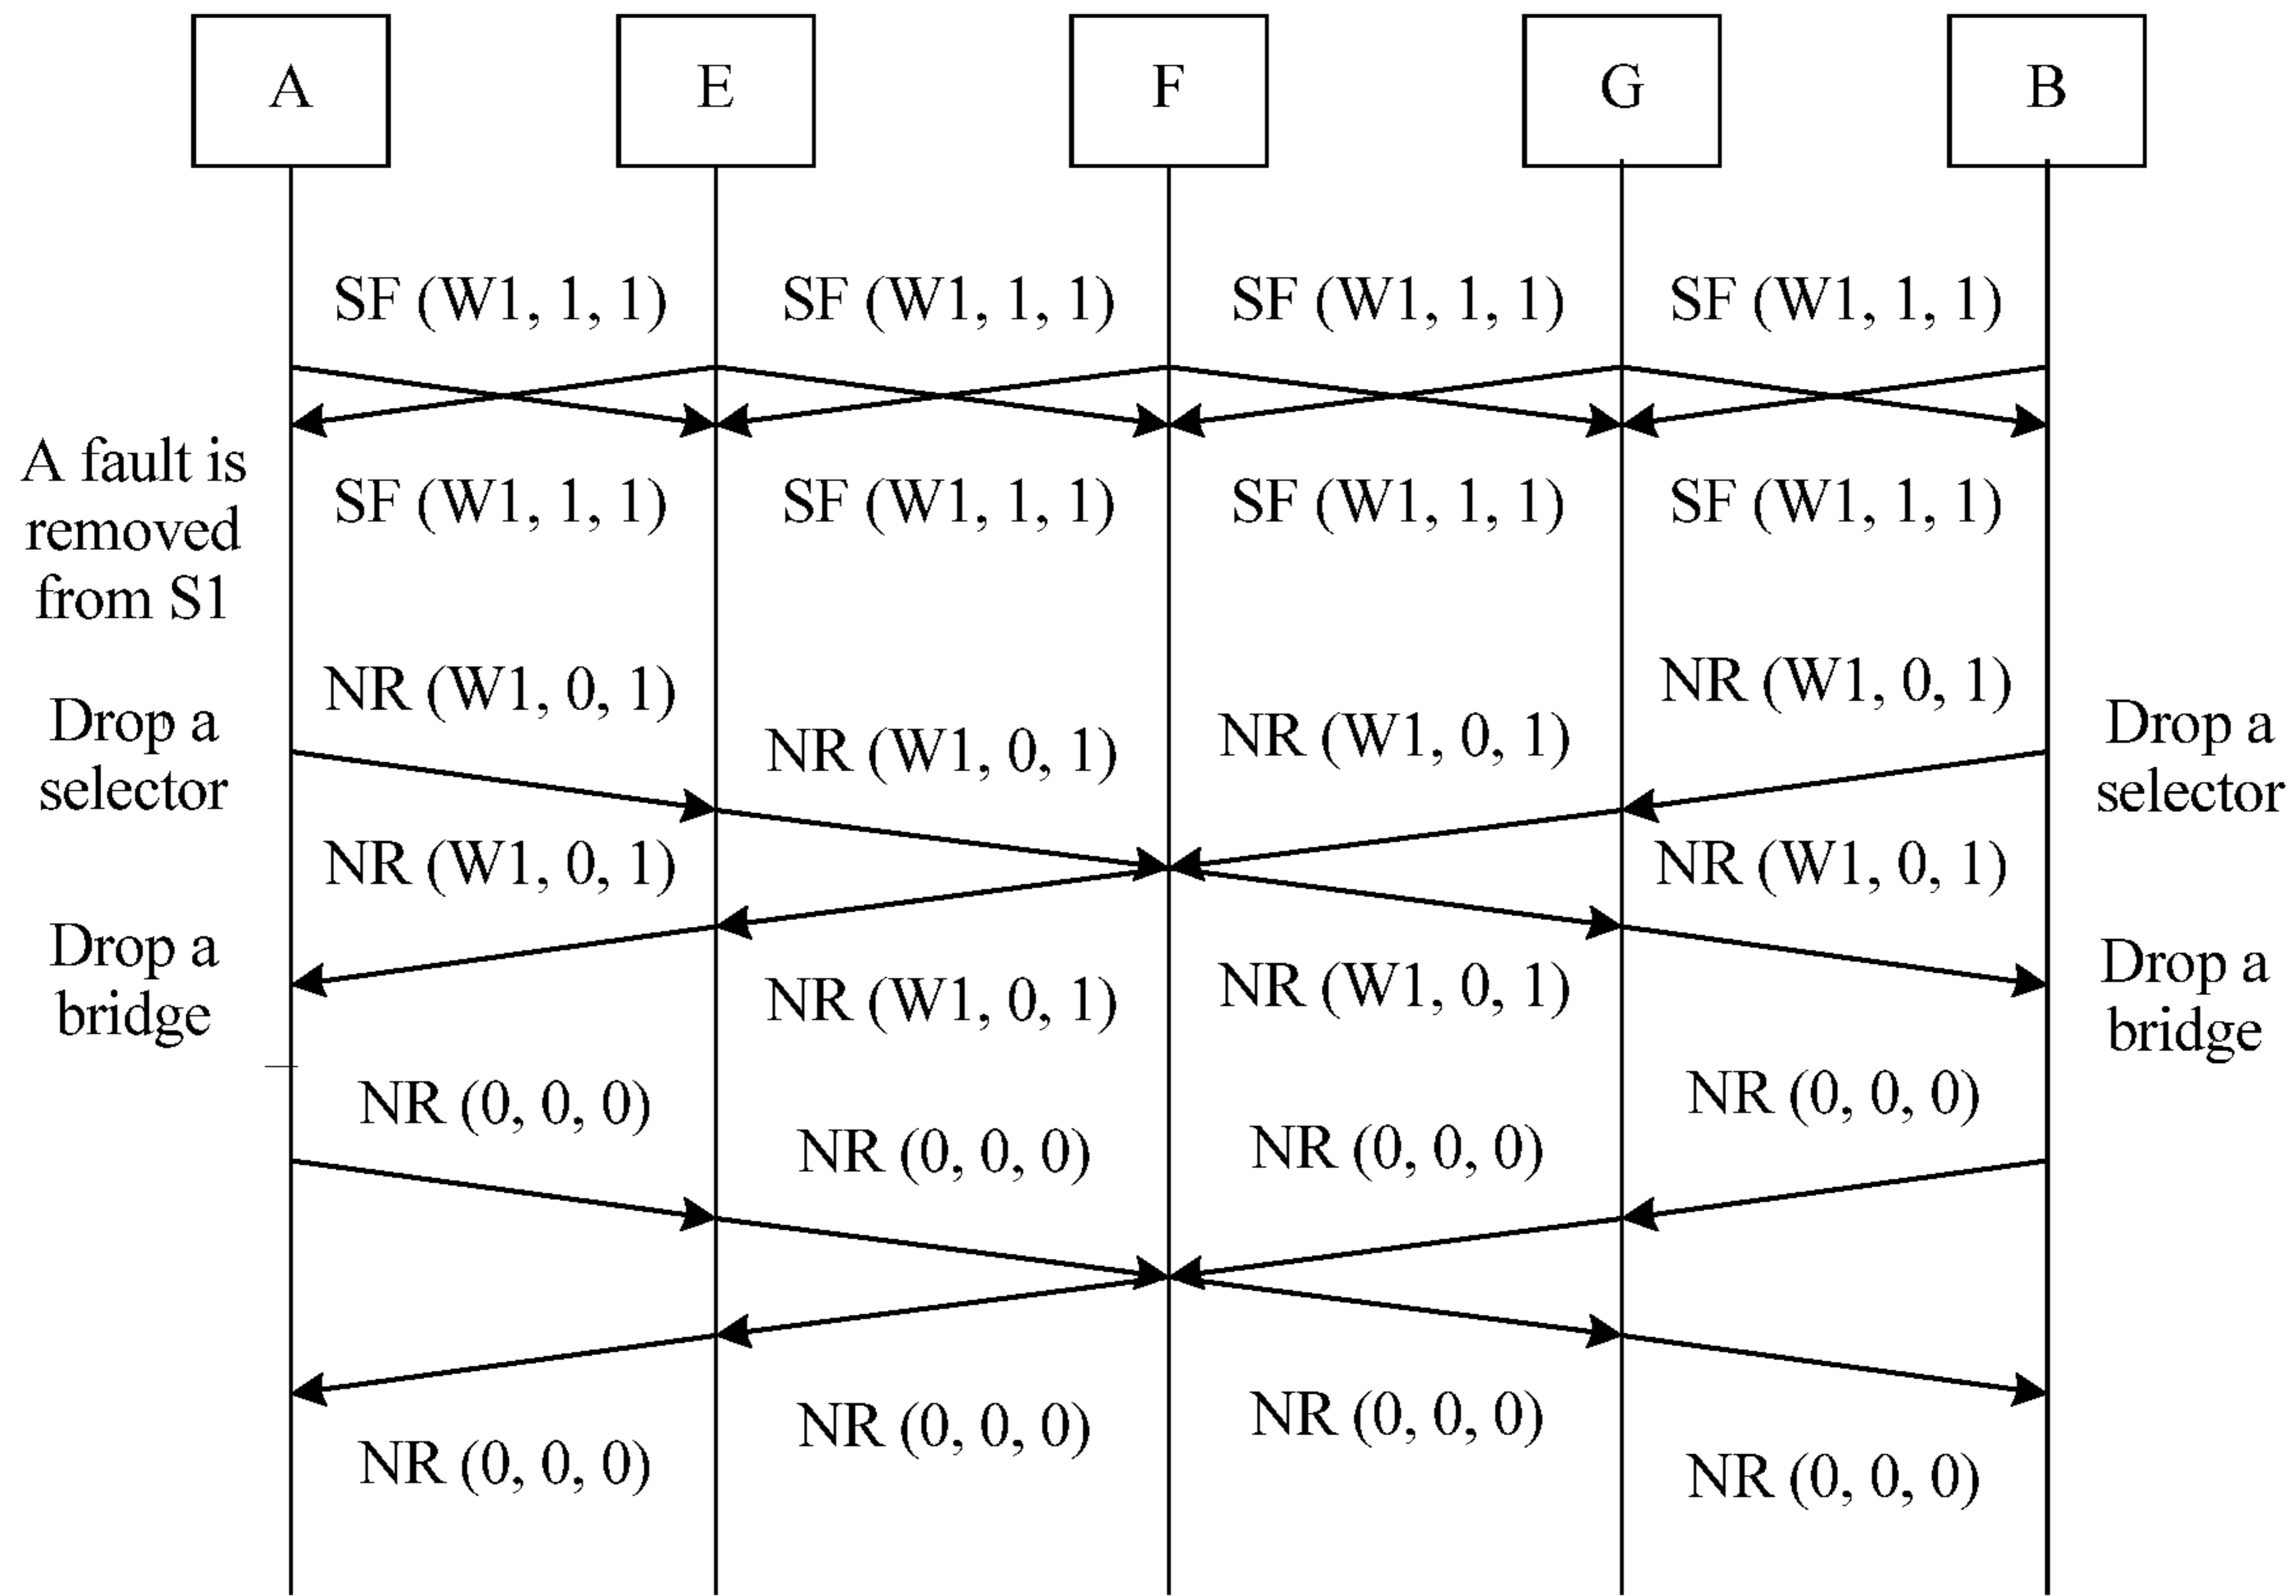 A
E
F
G
B
SF (W1, 1, 1)
SF (W1, 1, 1)
SF (W1, 1, 1)
SF (W1, 1, 1)
A fault is
removed
from S1
SF (W1, 1, 1)
SF (W1, 1, 1)
SF (W1, 1, 1)
SF (W1, 1, 1)
NR (W1, 0, 1)
NR (W1, 0, 1)
NR (W1, 0, 1)
NR (W1, 0, 1)
Drop a
selector
Drop a
selector
NR (W1, 0, 1)
NR (W1, 0, 1)
Drop a
bridge
NR (W1, 0, 1)
NR (W1, 0, 1)
Drop a
bridge
NR (0, 0, 0)
NR (0, 0, 0)
NR (0, 0, 0)
NR (0, 0, 0)
NR (0, 0, 0)
NR (0, 0, 0)
NR (0, 0, 0)
NR (0, 0, 0)